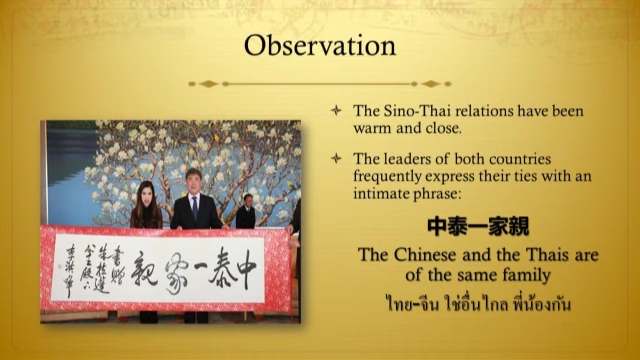 Observation
The Sino-Thai relations have been
warm and close.
The leaders of both countries
frequently express their ties with an
intimate phrase:
中泰一家親
The Chinese and the Thais are
of the same family
ไทย-จีน ใช่อื่นไกล พี่น้องกัน
中泰一家親